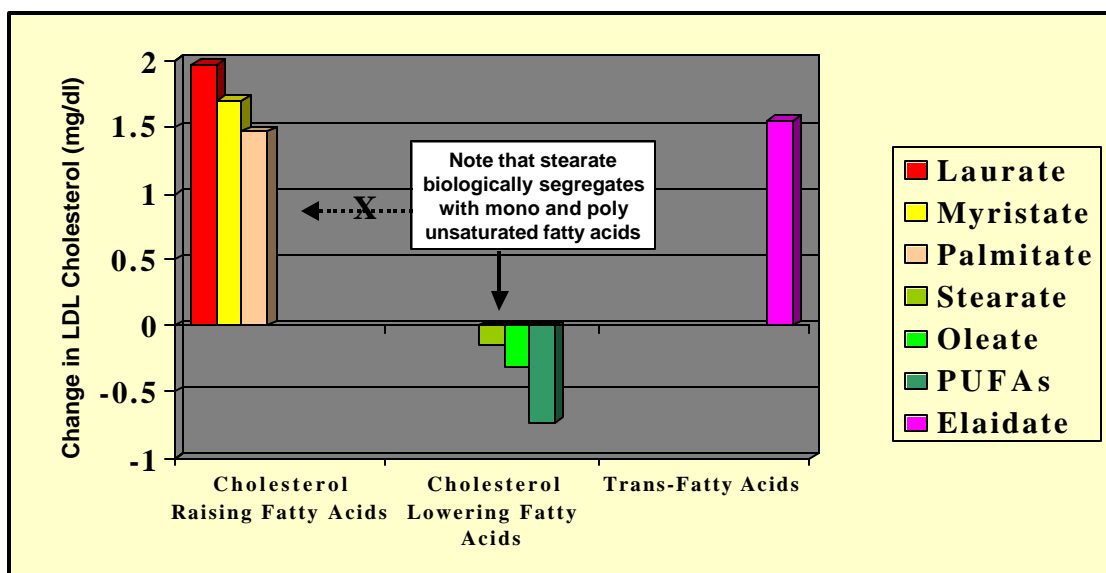 Change in LDL Cholesterol (mg/dl)
2
1.5
1
0.5
0
-0.5
-1
Note that stearate
biologically segregates
with mono and poly
unsaturated fatty acids
X
Cholesterol
Raising Fatty Acids
Cholesterol
Lowering Fatty
Acids
Trans-Fatty Acids
Laurate
Myristate
Palmitate
Stearate
Oleate
PUFAs
Elaidate